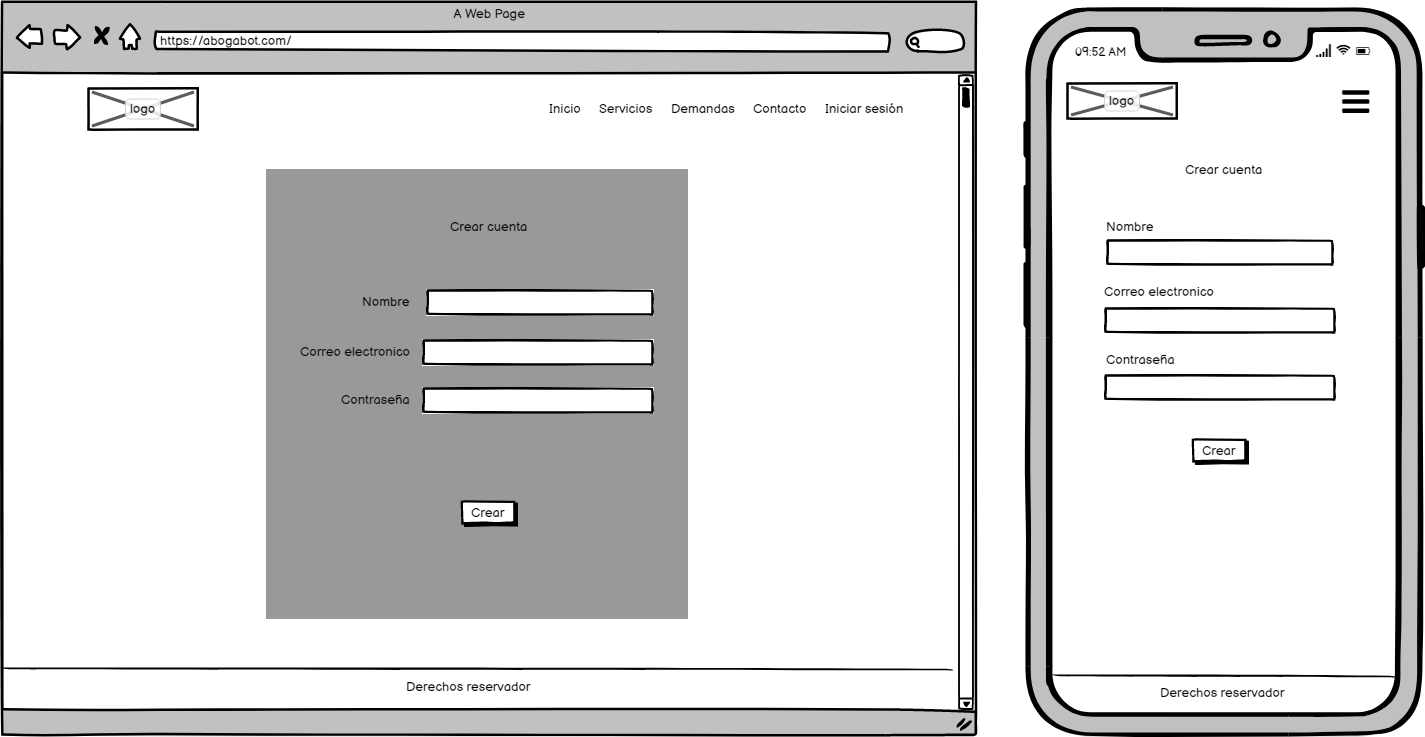 A Web Page
https://abogabot.com/
logo
Inicio Servicios Demandas Contacto Iniciar sesión
Crear cuenta
Nombre
Correo electronico
Contraseña
Crear
Derechos reservador
09:52 AM
logo
Crear cuenta
Nombre
Correo electronico
Contraseña
Crear
Derechos reservador